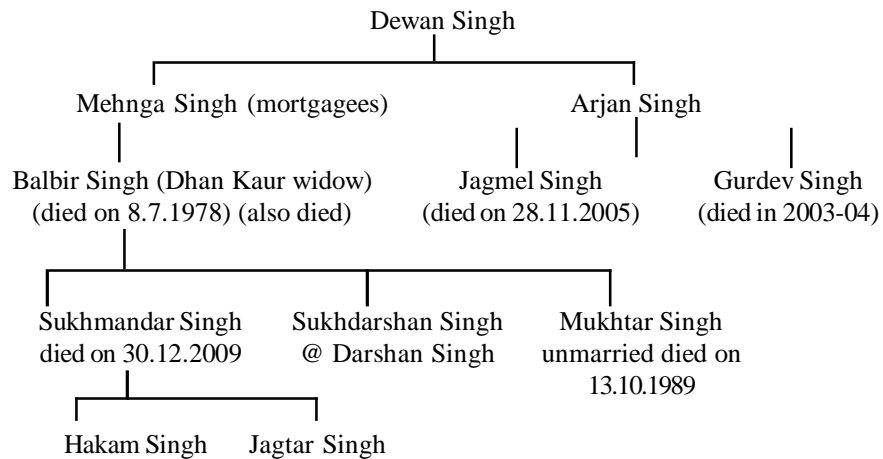 Dewan Singh
Mehnga Singh (mortgagees)
Arjan Singh
Balbir Singh (Dhan Kaur widow)
(died on 8.7.1978) (also died)
Jagmel Singh
(died on 28.11.2005)
Gurdev Singh
(died in 2003-04)
Sukhmandar Singh
died on 30.12.2009
Sukhdarshan Singh
@ Darshan Singh
Mukhtar Singh
unmarried died on
13.10.1989
Hakam Singh
Jagtar Singh